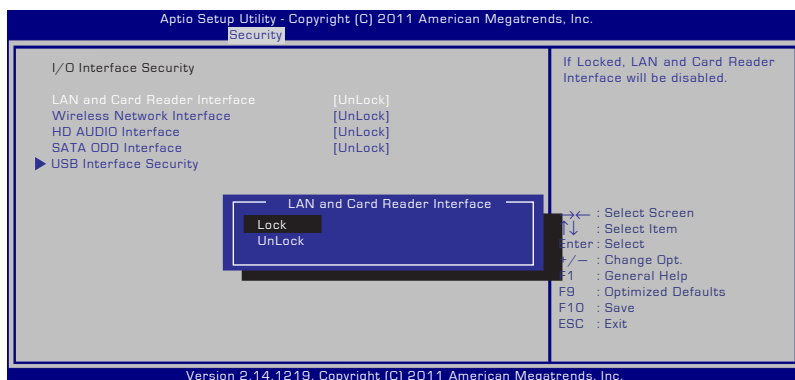 Aptio Setup Utility - Copyright (C) 2011 American Megatrends, Inc.
Security
I/O Interface Security
LAN and Card Reader Interface [UnLock]
Wireless Network Interface [UnLock]
HD AUDIO Interface [UnLock]
SATA ODD Interface [UnLock]
USB Interface Security
If Locked, LAN and Card Reader
Interface will be disabled.
LAN and Card Reader Interface
Lock
UnLock
→← : Select Screen
↑↓ : Select Item
Enter : Select
+/− : Change Opt.
F1 : General Help
F9 : Optimized Defaults
F10 : Save
ESC : Exit
Version 2.14.1219. Copyright (C) 2011 American Megatrends, Inc.